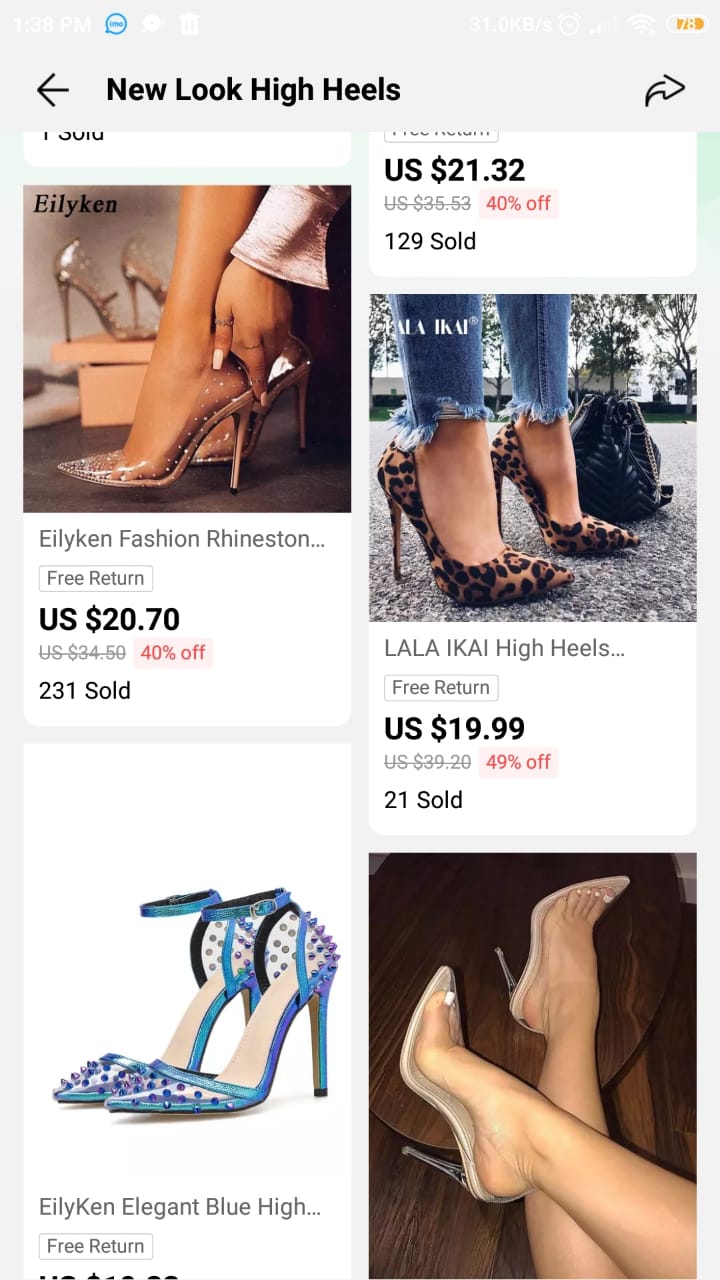 1:38 PM
imo
31.0KB/s
78
New Look High Heels
1 Sold
Free Return
US $21.32
US $35.53 40% off
129 Sold
Eilyken
Eilyken Fashion Rhineston...
Free Return
US $20.70
US $34.50 40% off
231 Sold
LALA IKAI®
LALA IKAI High Heels...
Free Return
US $19.99
US $39.20 49% off
21 Sold
EilyKen Elegant Blue High...
Free Return